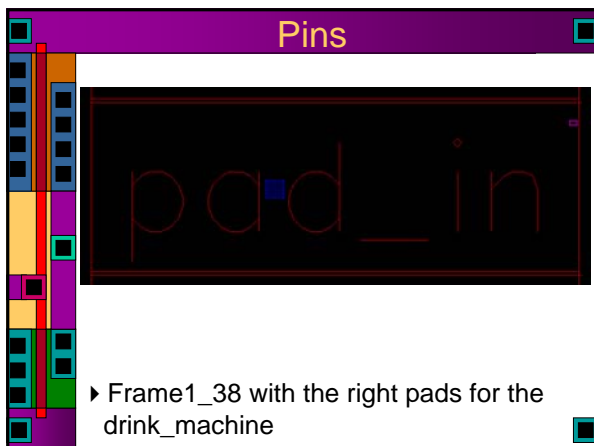 Pins
pad_in
Frame1_38 with the right pads for the
drink_machine